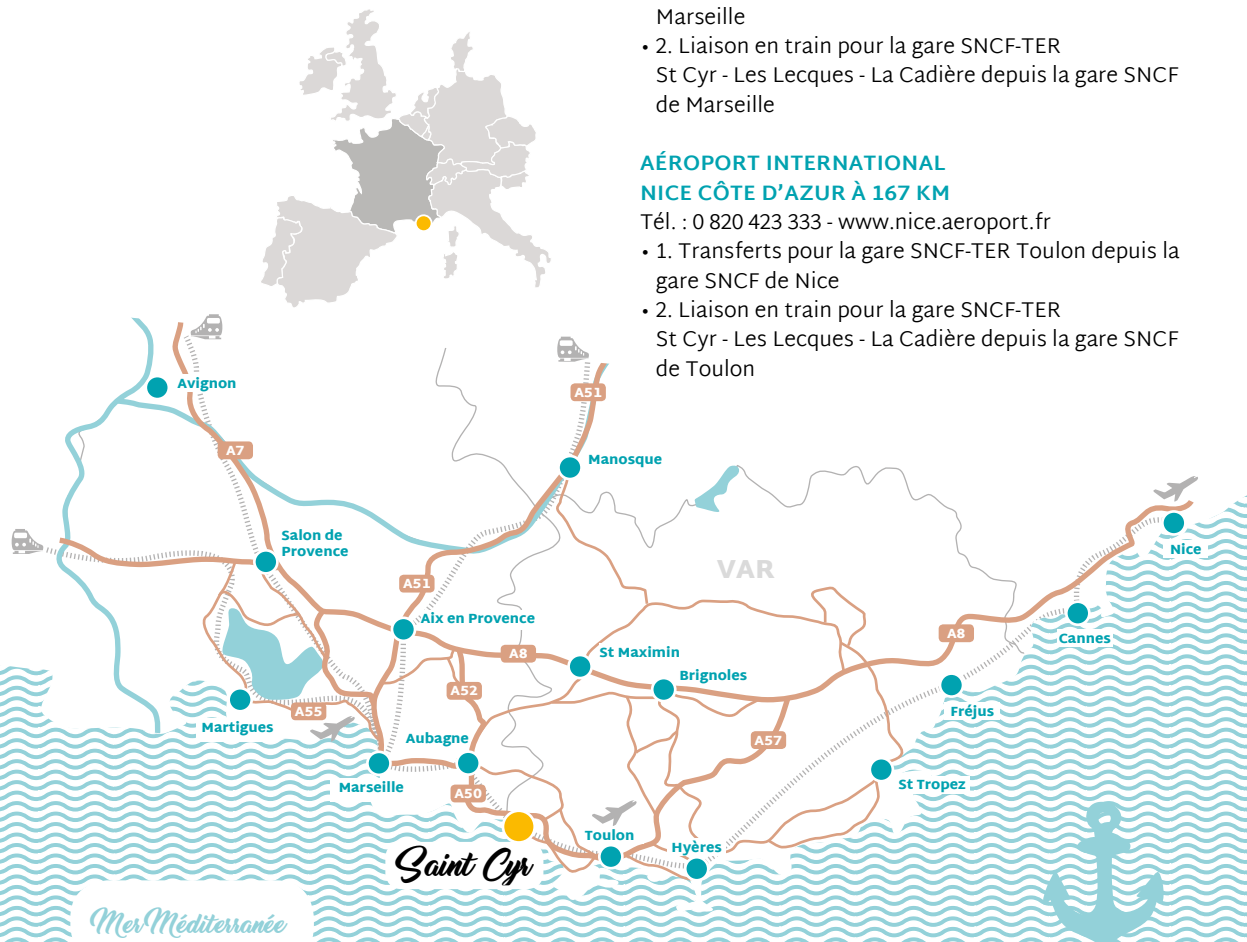 Marseille
• 2. Liaison en train pour la gare SNCF-TER
St Cyr - Les Lecques - La Cadière depuis la gare SNCF
de Marseille
AÉROPORT INTERNATIONAL
NICE CÔTE D'AZUR À 167 KM
Tél. : 0 820 423 333 - www.nice.aeroport.fr
• 1. Transferts pour la gare SNCF-TER Toulon depuis la
gare SNCF de Nice
• 2. Liaison en train pour la gare SNCF-TER
St Cyr - Les Lecques - La Cadière depuis la gare SNCF
de Toulon
Avignon
A51
A7
Manosque
Salon de
Provence
Nice
VAR
A51
Aix en Provence
A8
Cannes
A8
St Maximin
Brignoles
A52
Martigues
A55
Fréjus
Aubagne
A57
Marseille
A50
St Tropez
Toulon
Hyères
Saint Cyr
Mer Méditerranée